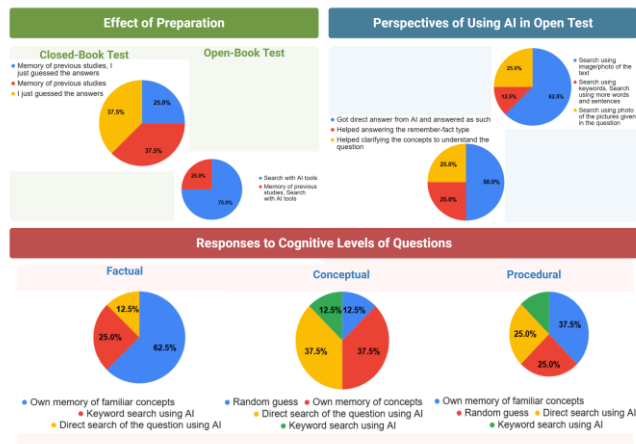 Effect of Preparation
Closed-Book Test
Open-Book Test
Memory of previous studies, I
just guessed the answers
Memory of previous studies
I just guessed the answers
25.0%
37.5%
37.5%
25.0%
75.0%
Search with AI tools
Memory of previous
studies, Search
with AI tools
Perspectives of Using AI in Open Test
25.0%
12.5%
62.5%
Search using
image/photo of the
text
Search using
keywords, Search
using more words
and sentences
Search using photo
of the pictures given
in the question
Got direct answer from AI and answered as such
Helped answering the remember-fact type
Helped clarifying the concepts to understand the
question
25.0%
50.0%
25.0%
Responses to Cognitive Levels of Questions
Factual
12.5%
25.0%
62.5%
Own memory of familiar concepts
Keyword search using AI
Direct search of the question using AI
Conceptual
12.5%
12.5%
37.5%
37.5%
Random guess
Own memory of concepts
Direct search of the question using AI
Keyword search using AI
Procedural
37.5%
25.0%
25.0%
Own memory of familiar concepts
Random guess
Direct search using AI
Keyword search using AI